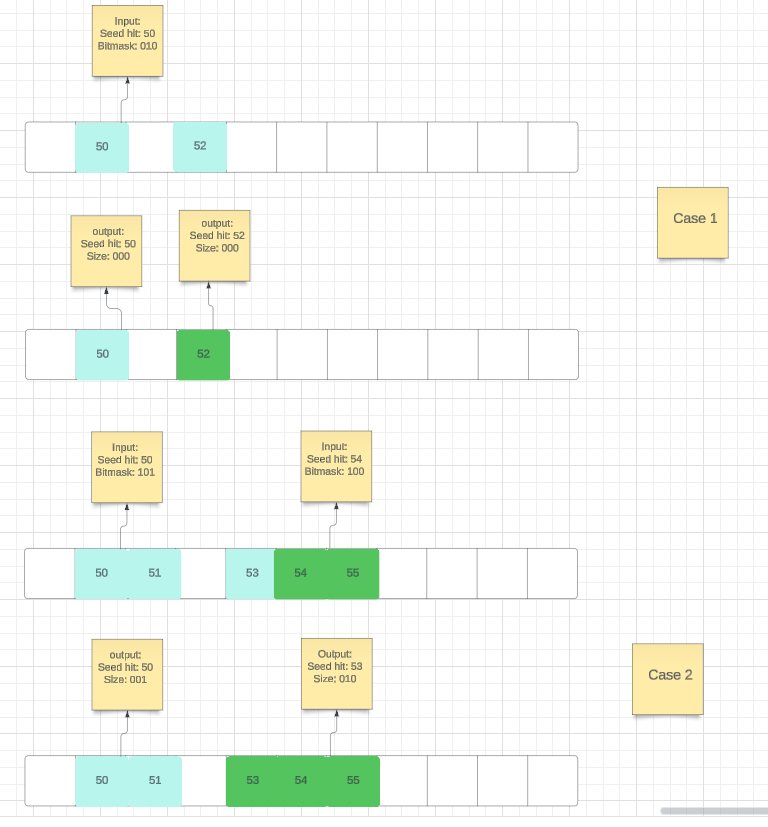 Input:
Seed hit: 50
Bitmask: 010
50
52
Case 1
output:
Seed hit: 50
Size: 000
output:
Seed hit: 52
Size: 000
50
52
Input:
Seed hit: 50
Bitmask: 101
Input:
Seed hit: 54
Bitmask: 100
50
51
53
54
55
output:
Seed hit: 50
Size: 001
Output:
Seed hit: 53
Size: 010
Case 2
50
51
53
54
55